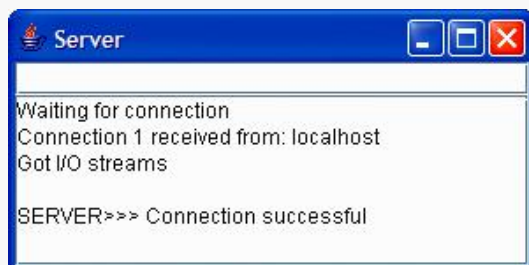 Server
Waiting for connection
Connection 1 received from: localhost
Got I/O streams
SERVER>>> Connection successful